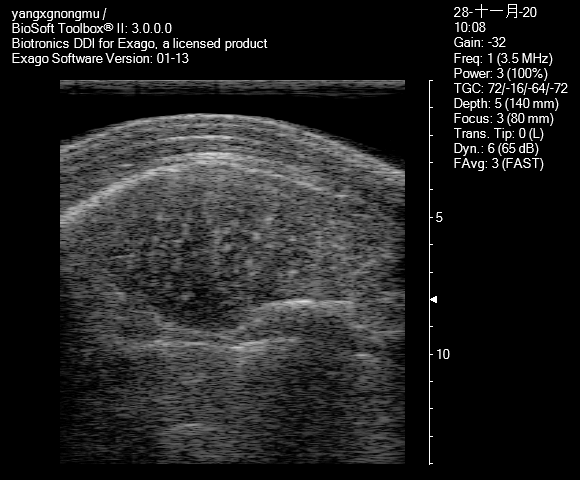 yangxgnongmu /
BioSoft Toolbox® II: 3.0.0.0
Biotronics DDI for Exago, a licensed product
Exago Software Version: 01-13
28-十一月-20
10:08
Gain: -32
Freq: 1 (3.5 MHz)
Power: 3 (100%)
TGC: 72/-16/-64/-72
Depth: 5 (140 mm)
Focus: 3 (80 mm)
Trans. Tip: 0 (L)
Dyn.: 6 (65 dB)
FAvg: 3 (FAST)
5
10